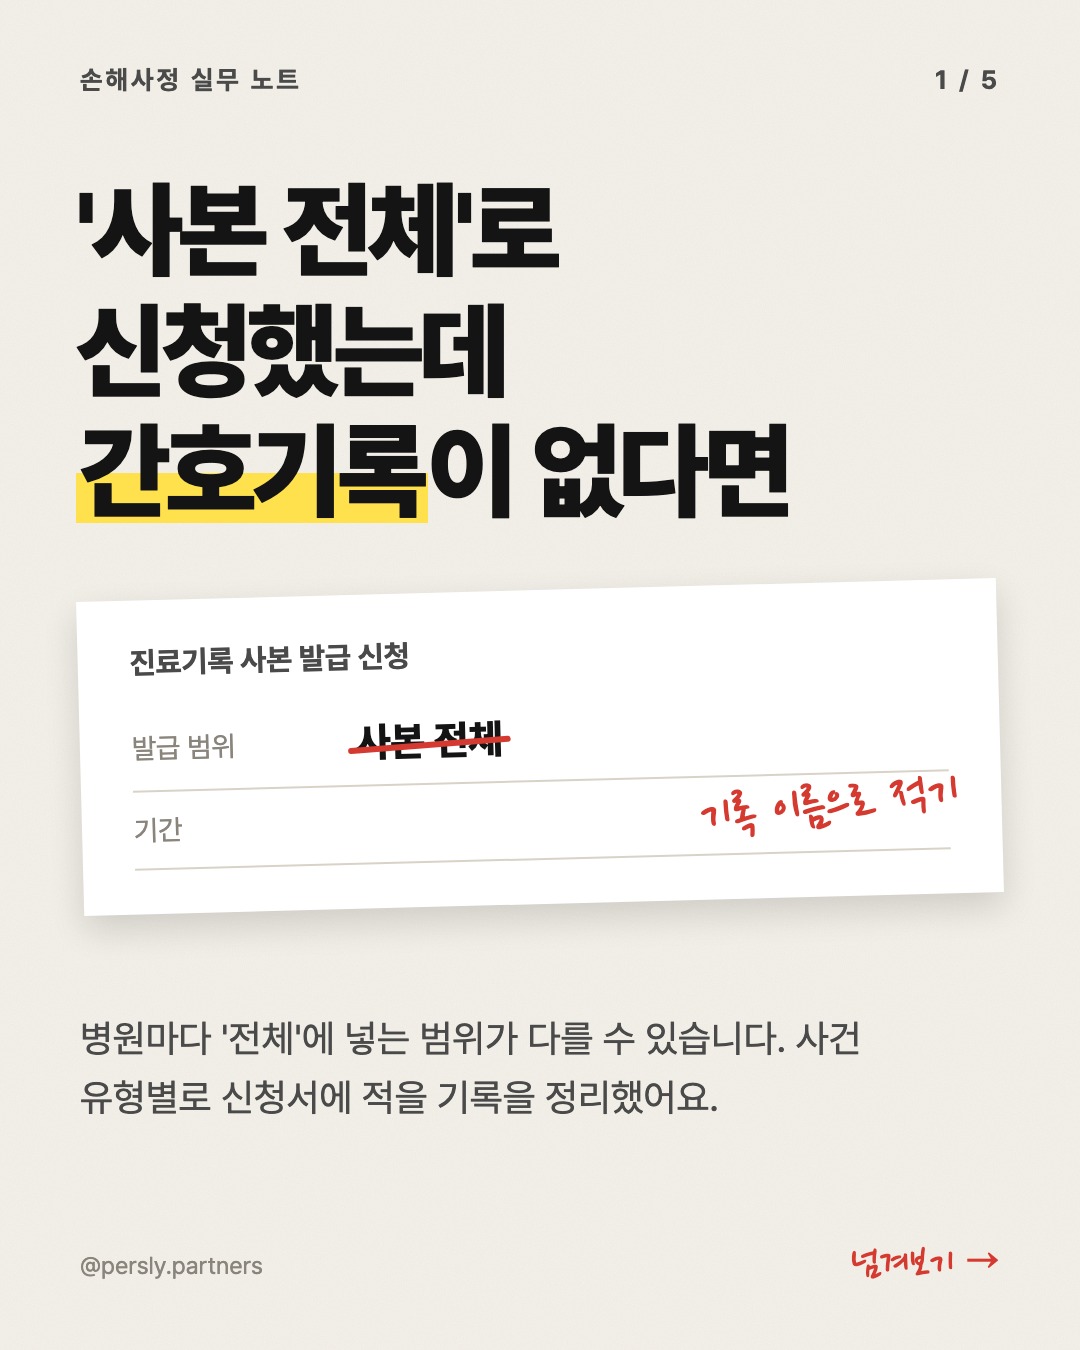 손해사정 실무 노트
1 / 5
'사본 전체'로
신청했는데
간호기록이 없다면
진료기록 사본 발급 신청
발급 범위 사본 전체
기록 이름으로 적기
기간
병원마다 '전체'에 넣는 범위가 다를 수 있습니다. 사건
유형별로 신청서에 적을 기록을 정리했어요.
@persly.partners
넘겨보기 →